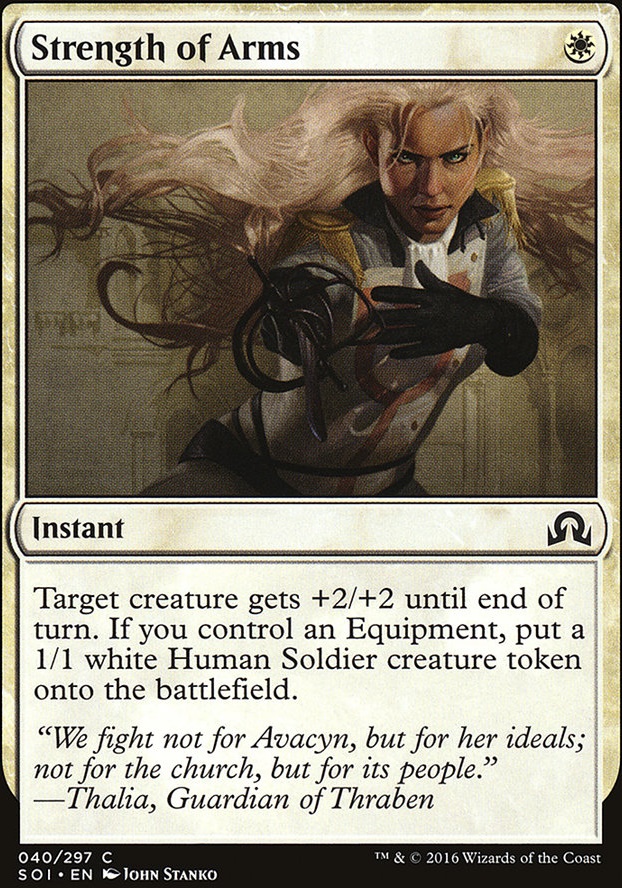 Strength of Arms
Instant
Target creature gets +2/+2 until end of
turn. If you control an Equipment, put a
1/1 white Human Soldier creature token
onto the battlefield.
“We fight not for Avacyn, but for her ideals;
not for the church, but for its people.”
—Thalia, Guardian of Thraben
040/297 C
SOI • EN John Stanko
™ & © 2016 Wizards of the Coast